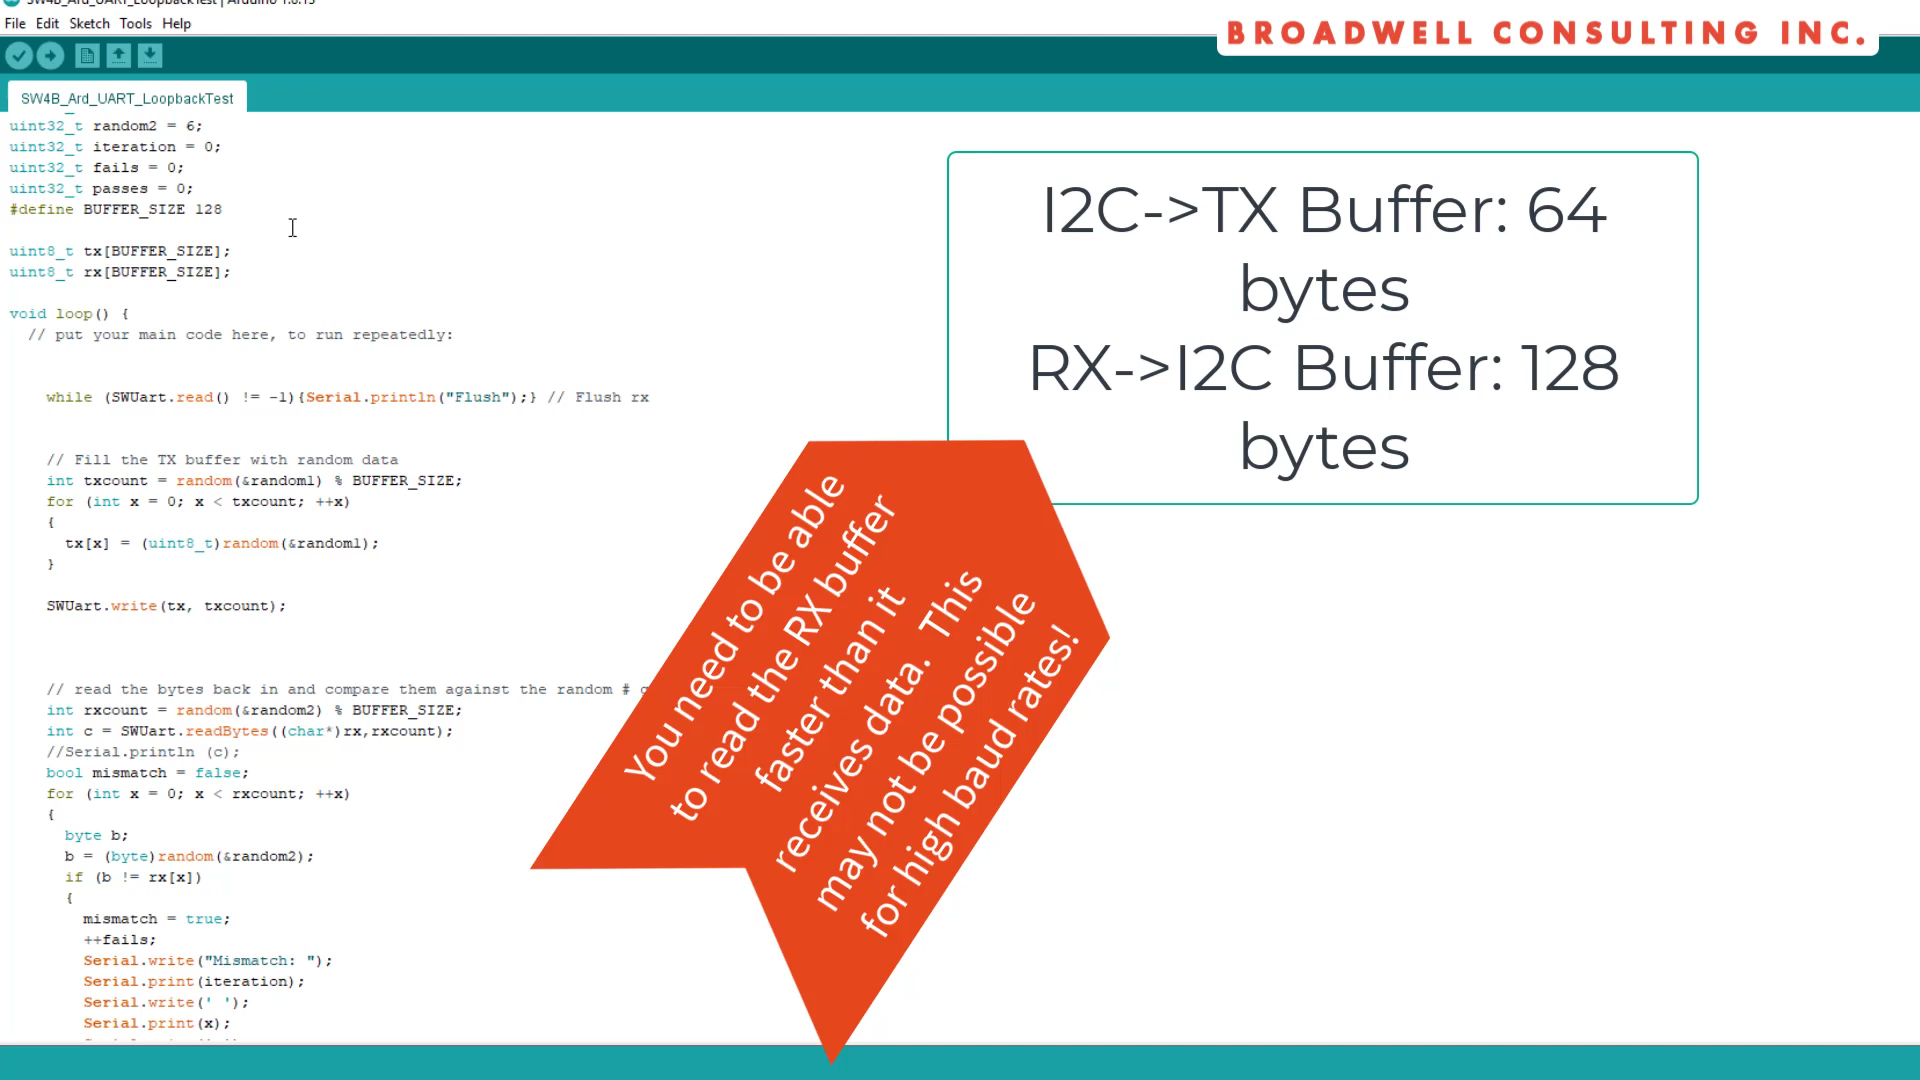 SW4B_Ard_UART_LoopbackTest | Arduino 1.8.13
File Edit Sketch Tools Help
BROADWELL CONSULTING INC.
SW4B_Ard_UART_LoopbackTest
uint32_t random2 = 6;
uint32_t iteration = 0;
uint32_t fails = 0;
uint32_t passes = 0;
#define BUFFER_SIZE 128
uint8_t tx[BUFFER_SIZE];
uint8_t rx[BUFFER_SIZE];
void loop() {
// put your main code here, to run repeatedly:
while (SWUart.read() != -1){Serial.println("Flush");} // Flush rx
// Fill the TX buffer with random data
int txcount = random(&random1) % BUFFER_SIZE;
for (int x = 0; x < txcount; ++x)
{
tx[x] = (uint8_t)random(&random1);
}
SWUart.write(tx, txcount);
// read the bytes back in and compare them against the random #
int rxcount = random(&random2) % BUFFER_SIZE;
int c = SWUart.readBytes((char*)rx,rxcount);
//Serial.println (c);
bool mismatch = false;
for (int x = 0; x < rxcount; ++x)
{
byte b;
b = (byte)random(&random2);
if (b != rx[x])
{
mismatch = true;
++fails;
Serial.write("Mismatch: ");
Serial.print(iteration);
Serial.write(' ');
Serial.print(x);
I2C->TX Buffer: 64
bytes
RX->I2C Buffer: 128
bytes
You need to be able
to read the RX buffer
faster than it
receives data. This
may not be possible
for high baud rates!